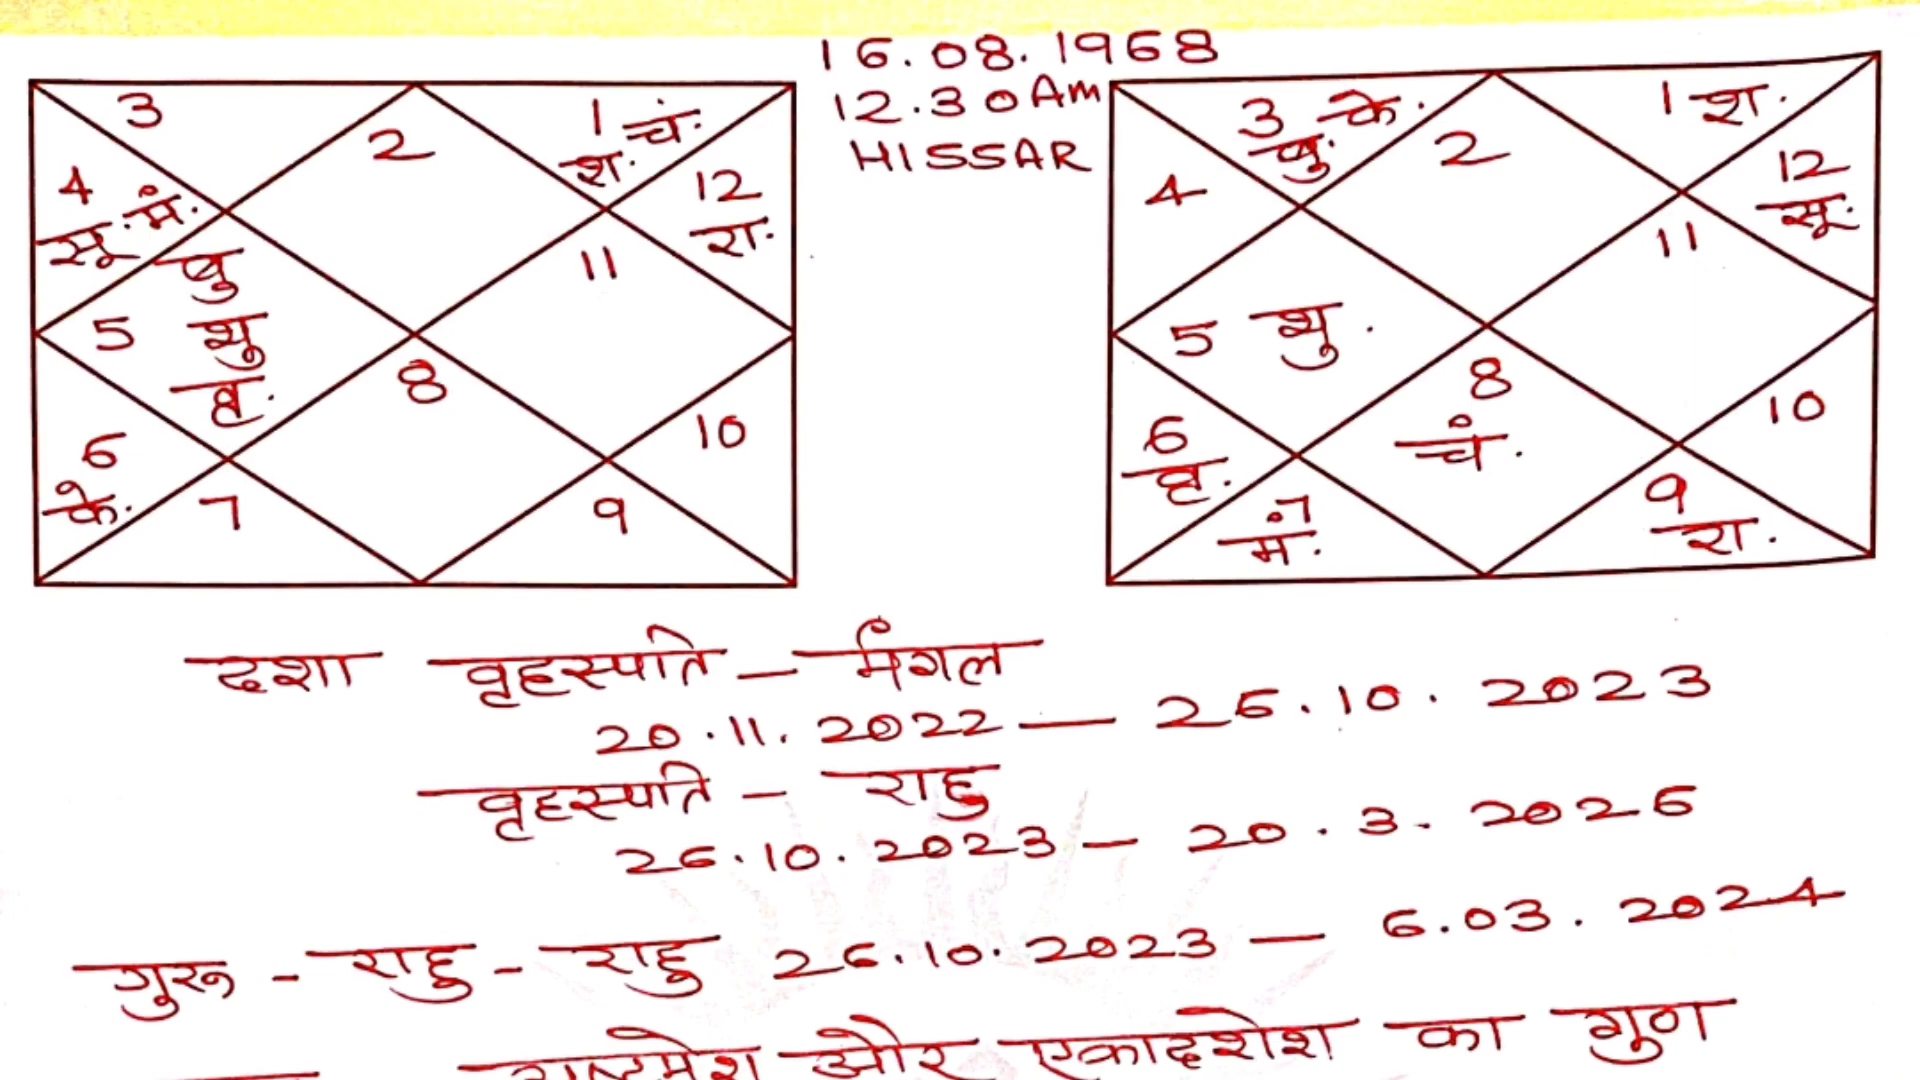 16.08.1968
12.30 Am
HISSAR
3
2
1 चं.
श.
4
सू. मं.
12
रा.
11
बु
5 शु
बृ.
8
10
6
के.
7
9
3 के.
बु.
2
1 श.
4
12
सू.
11
5 शु.
8
चं.
10
6
बृ.
7
मं.
9
रा.
दशा वृहस्पति - मंगल
20.11.2022 — 26.10.2023
वृहस्पति - राहु
26.10.2023 — 20.3.2026
गुरू - राहु - राहु 26.10.2023 — 6.03.2024
अष्टमेश और एकादशेश का गुण